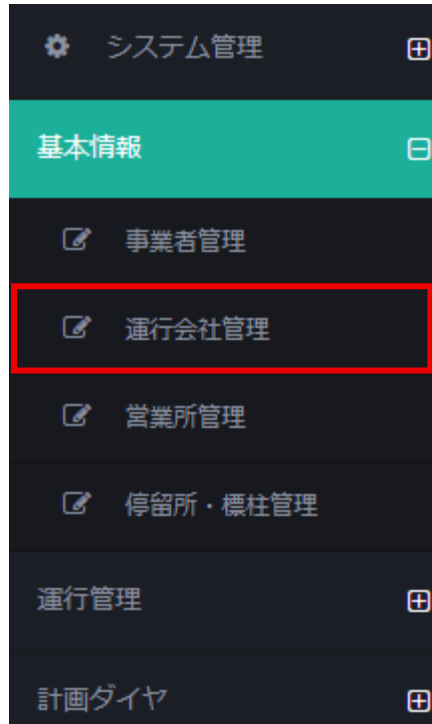 システム管理
基本情報
事業者管理
運行会社管理
営業所管理
停留所・標柱管理
運行管理
計画ダイヤ